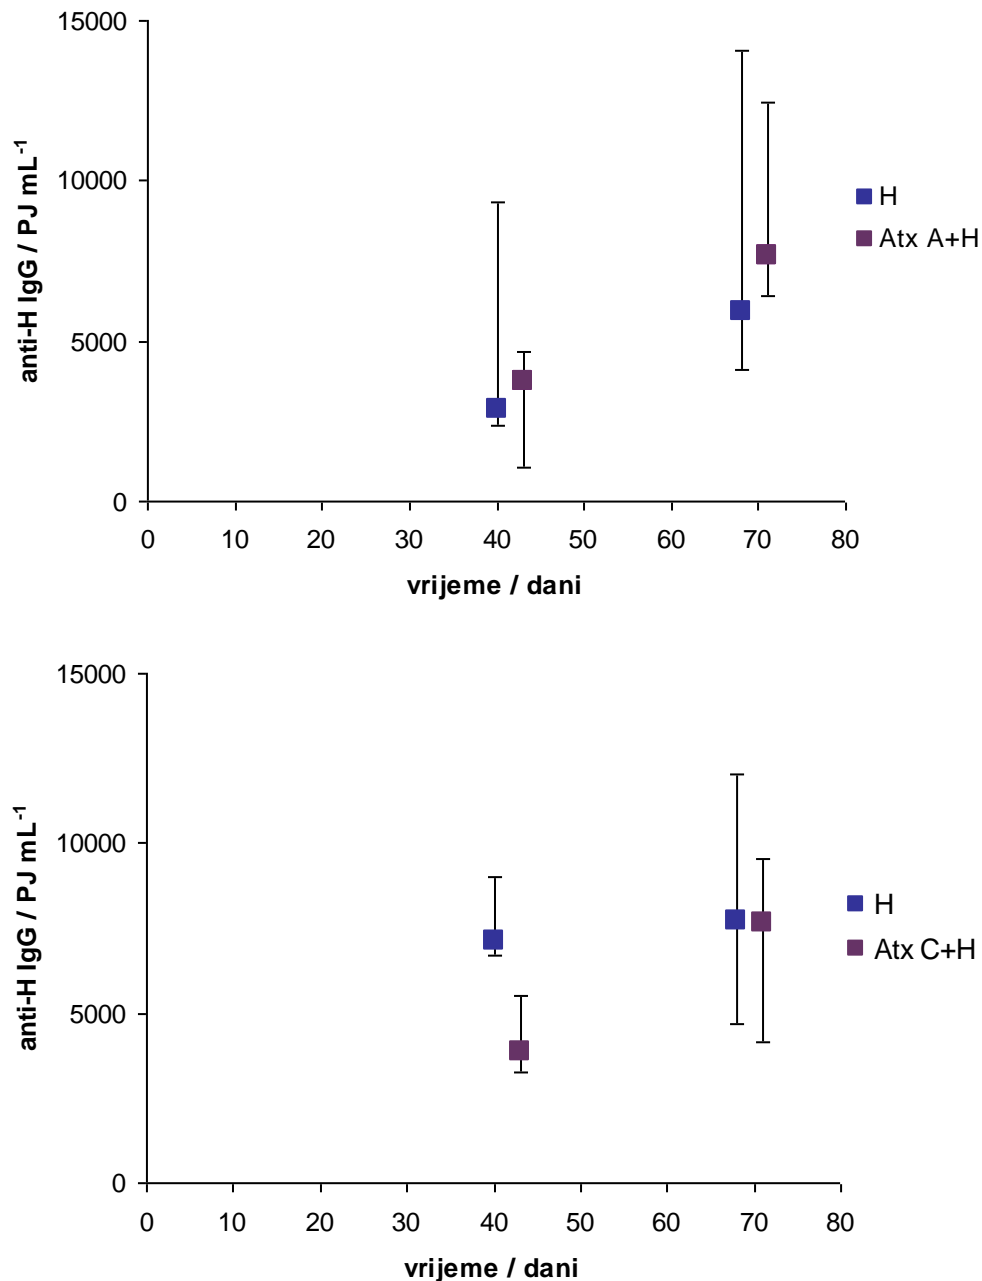 15000
10000
5000
0
anti-H IgG / PJ mL⁻¹
0 10 20 30 40 50 60 70 80
vrijeme / dani
H
Atx A+H
15000
10000
5000
0
anti-H IgG / PJ mL⁻¹
0 10 20 30 40 50 60 70 80
vrijeme / dani
H
Atx C+H